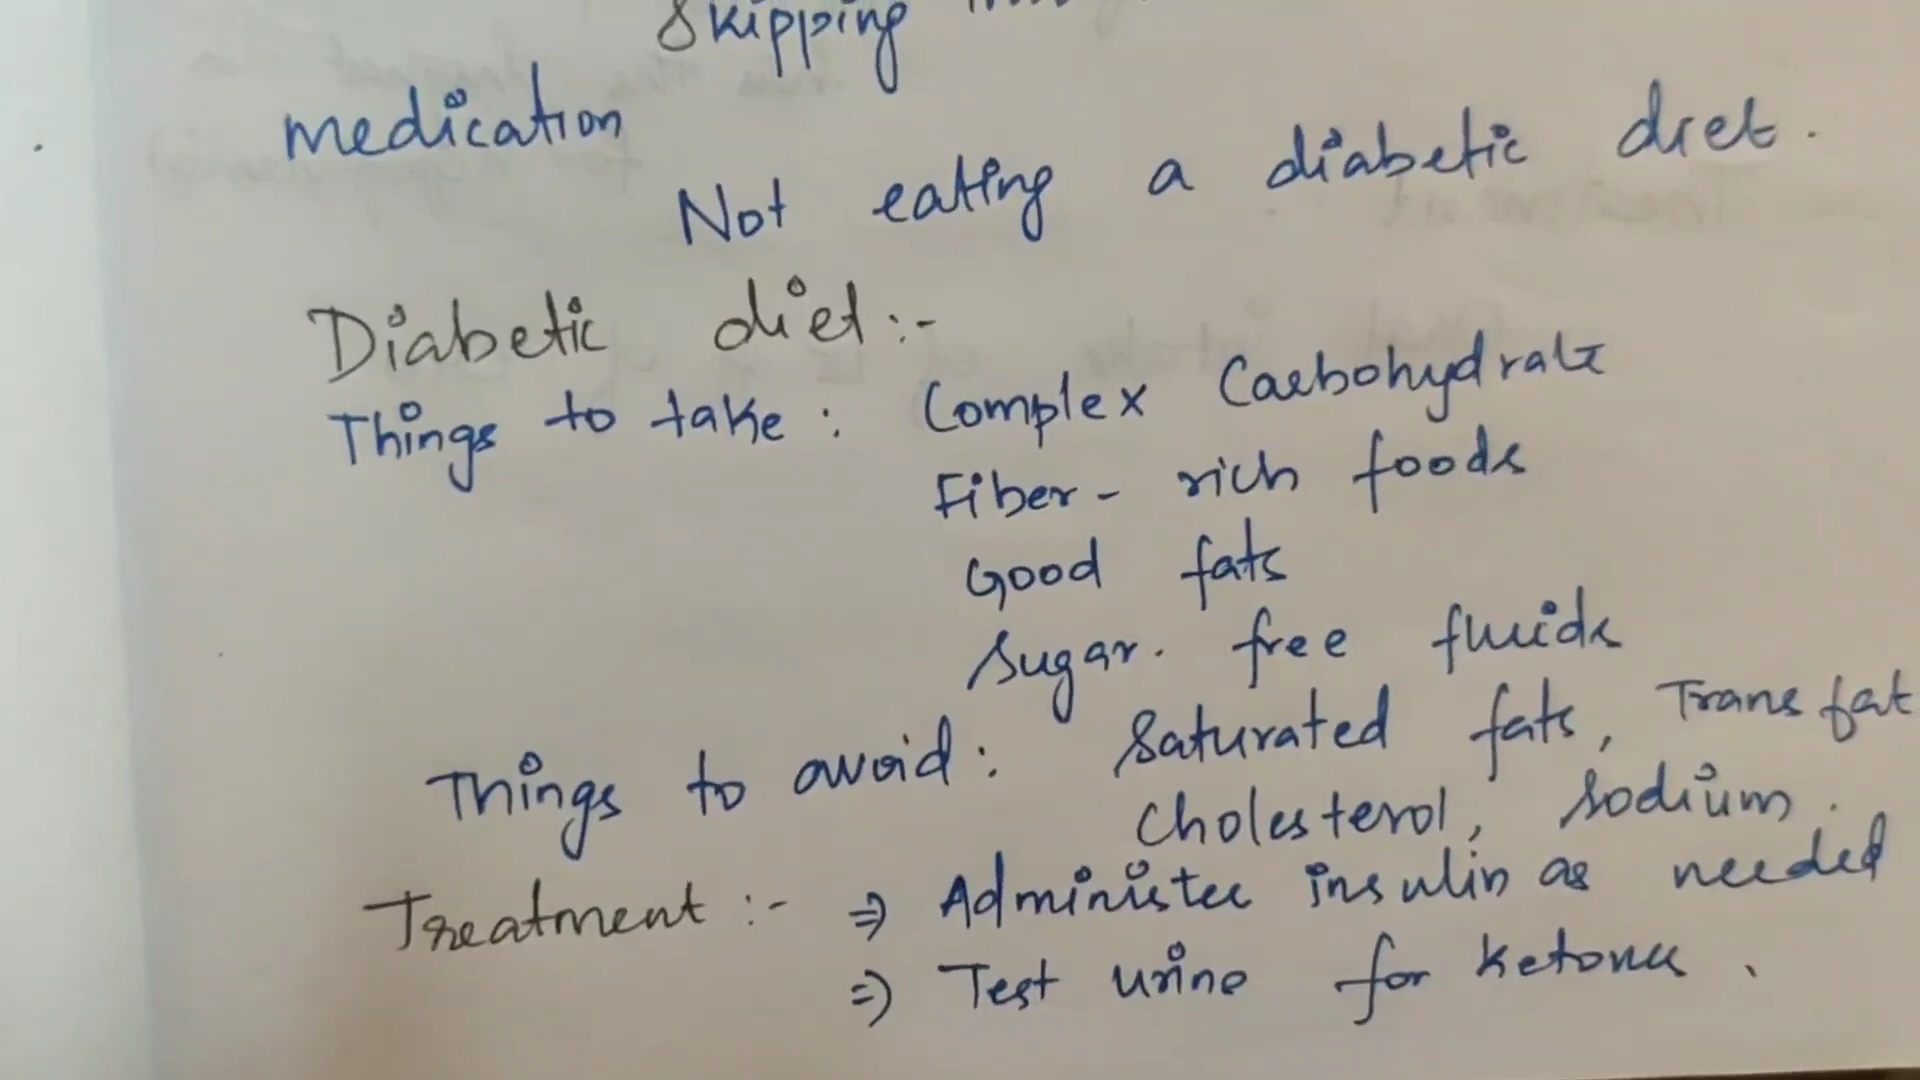 Skipping
medication
Not eating a diabetic diet.
Diabetic diet :-
Things to take : Complex Carbohydrate
Fiber - rich foods
Good fats
Sugar. free fluids
Things to avoid : Saturated fats, Trans fat
Cholesterol, Sodium.
Treatment :- ⇒ Administer insulin as needed
⇒ Test urine for Ketones.